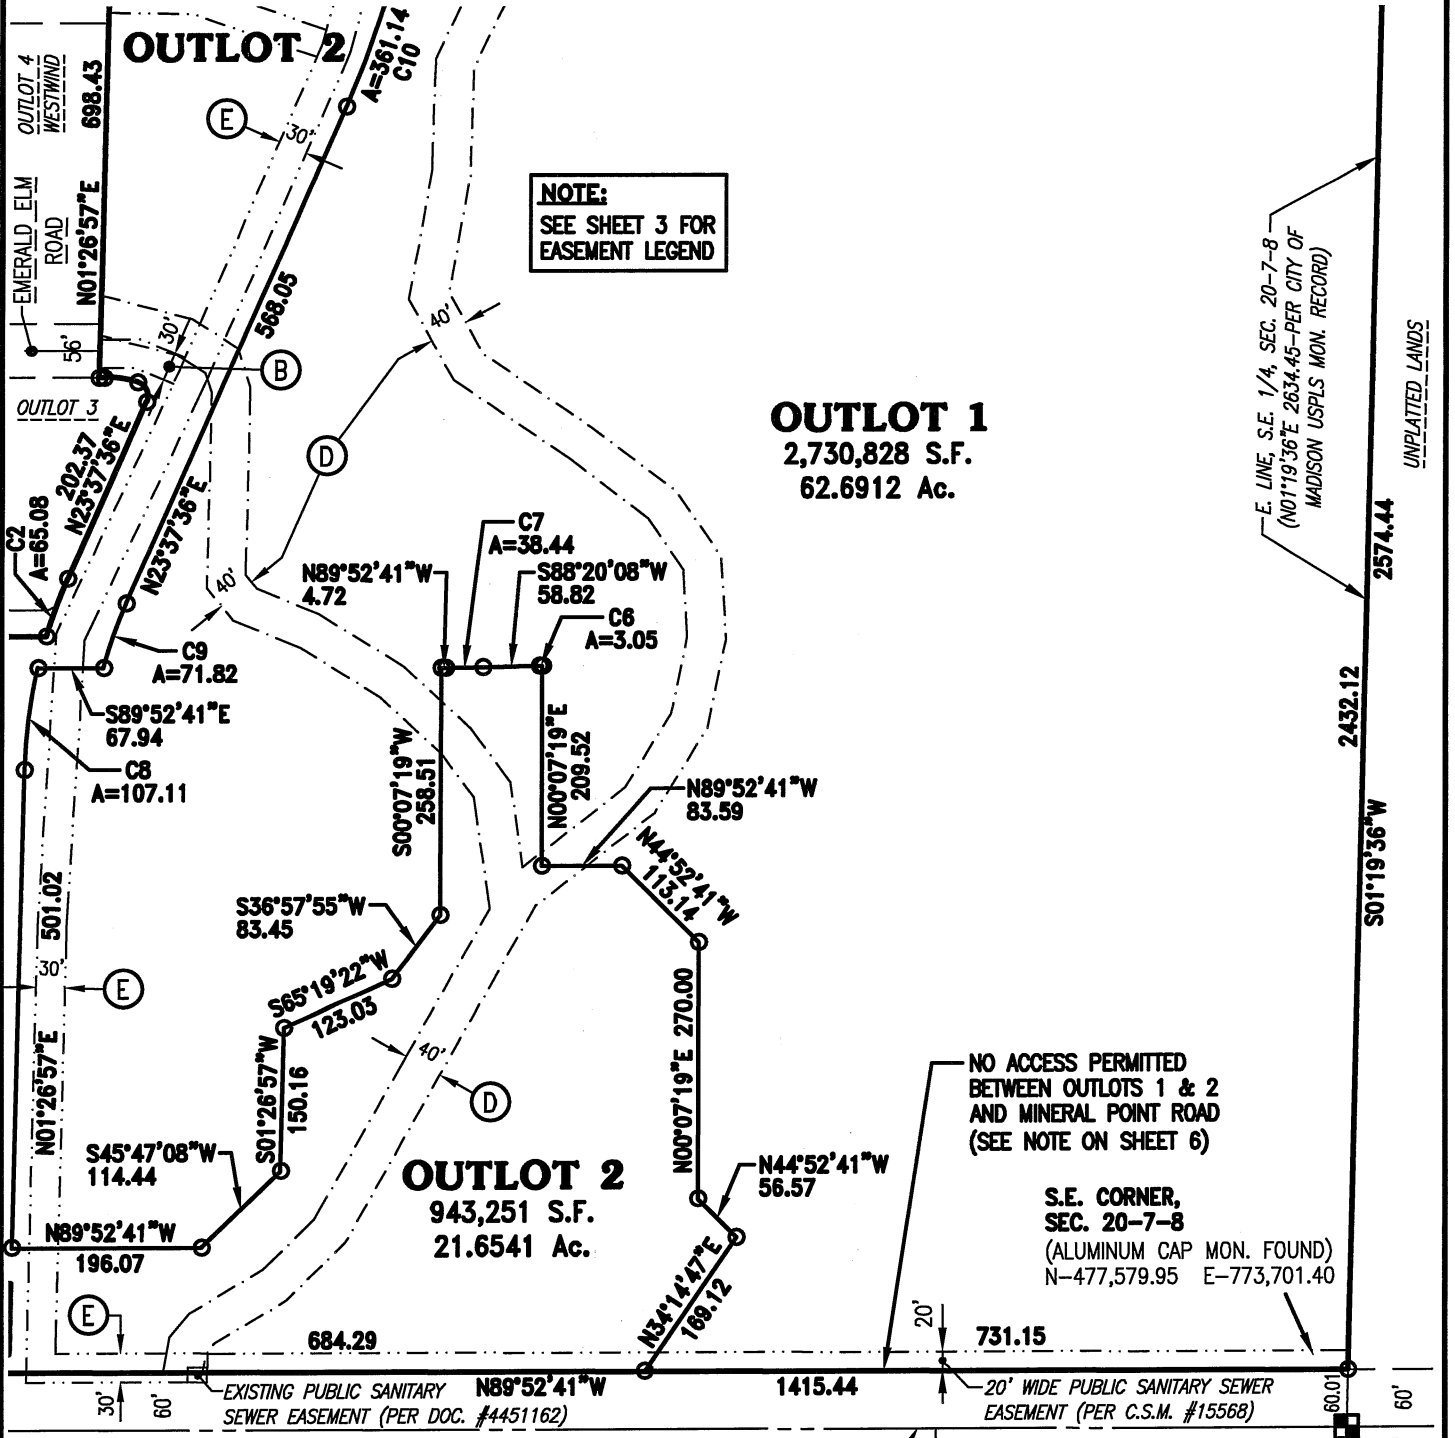 OUTLOT 2
A=361.14
C10
OUTLOT 4
WESTWIND
698.43
N01°26'57"E
EMERALD ELM
ROAD
56'
E
30'
568.05
30'
B
NOTE:
SEE SHEET 3 FOR
EASEMENT LEGEND
40'
D
OUTLOT 3
202.37
N23°37'36"E
C2
A=65.08
N23°37'36"E
40'
OUTLOT 1
2,730,828 S.F.
62.6912 Ac.
E. LINE, S.E. 1/4, SEC. 20-7-8
(N01°19'36"E 2634.45-PER CITY OF
MADISON USPLS MON. RECORD)
UNPLATTED LANDS
2574.44
2432.12
S01°19'36"W
C7
A=38.44
N89°52'41"W
4.72
S88°20'08"W
58.82
C6
A=3.05
C9
A=71.82
S89°52'41"E
67.94
C8
A=107.11
S00°07'19"W
258.51
N00°07'19"E
209.52
N89°52'41"W
83.59
N44°52'41"W
113.14
501.02
30'
E
N01°26'57"E
S36°57'55"W
83.45
S65°19'22"W
123.03
S01°26'57"W
150.16
40'
D
N00°07'19"E 270.00
S45°47'08"W
114.44
N89°52'41"W
196.07
OUTLOT 2
943,251 S.F.
21.6541 Ac.
N44°52'41"W
56.57
N34°14'47"E
169.12
NO ACCESS PERMITTED
BETWEEN OUTLOTS 1 & 2
AND MINERAL POINT ROAD
(SEE NOTE ON SHEET 6)
S.E. CORNER,
SEC. 20-7-8
(ALUMINUM CAP MON. FOUND)
N-477,579.95 E-773,701.40
E
684.29
20'
731.15
30'
60'
EXISTING PUBLIC SANITARY
SEWER EASEMENT (PER DOC. #4451162)
N89°52'41"W
1415.44
20' WIDE PUBLIC SANITARY SEWER
EASEMENT (PER C.S.M. #15568)
60.01
60'